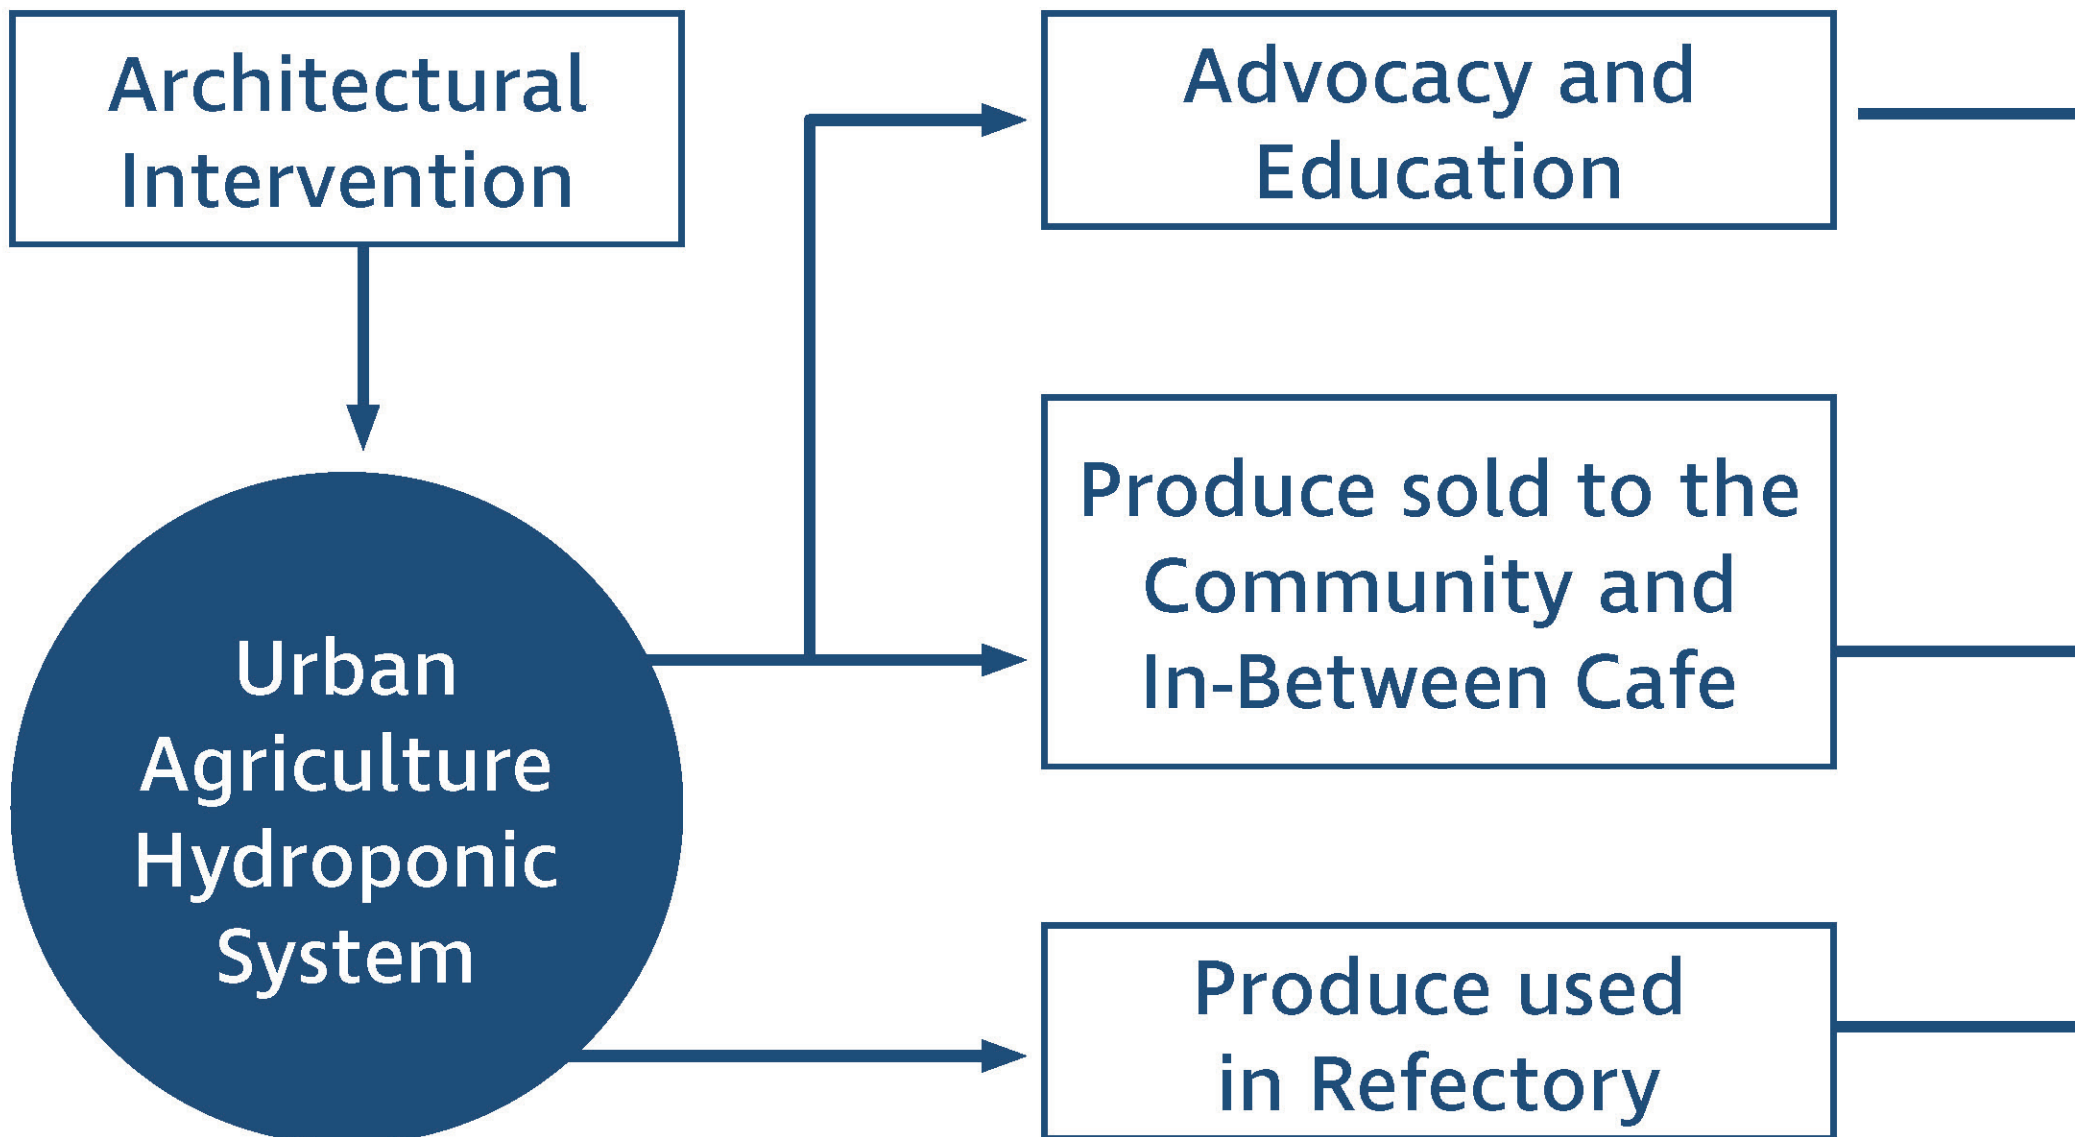 Architectural
Intervention
Advocacy and
Education
Produce sold to the
Community and
In-Between Cafe
Urban
Agriculture
Hydroponic
System
Produce used
in Refectory